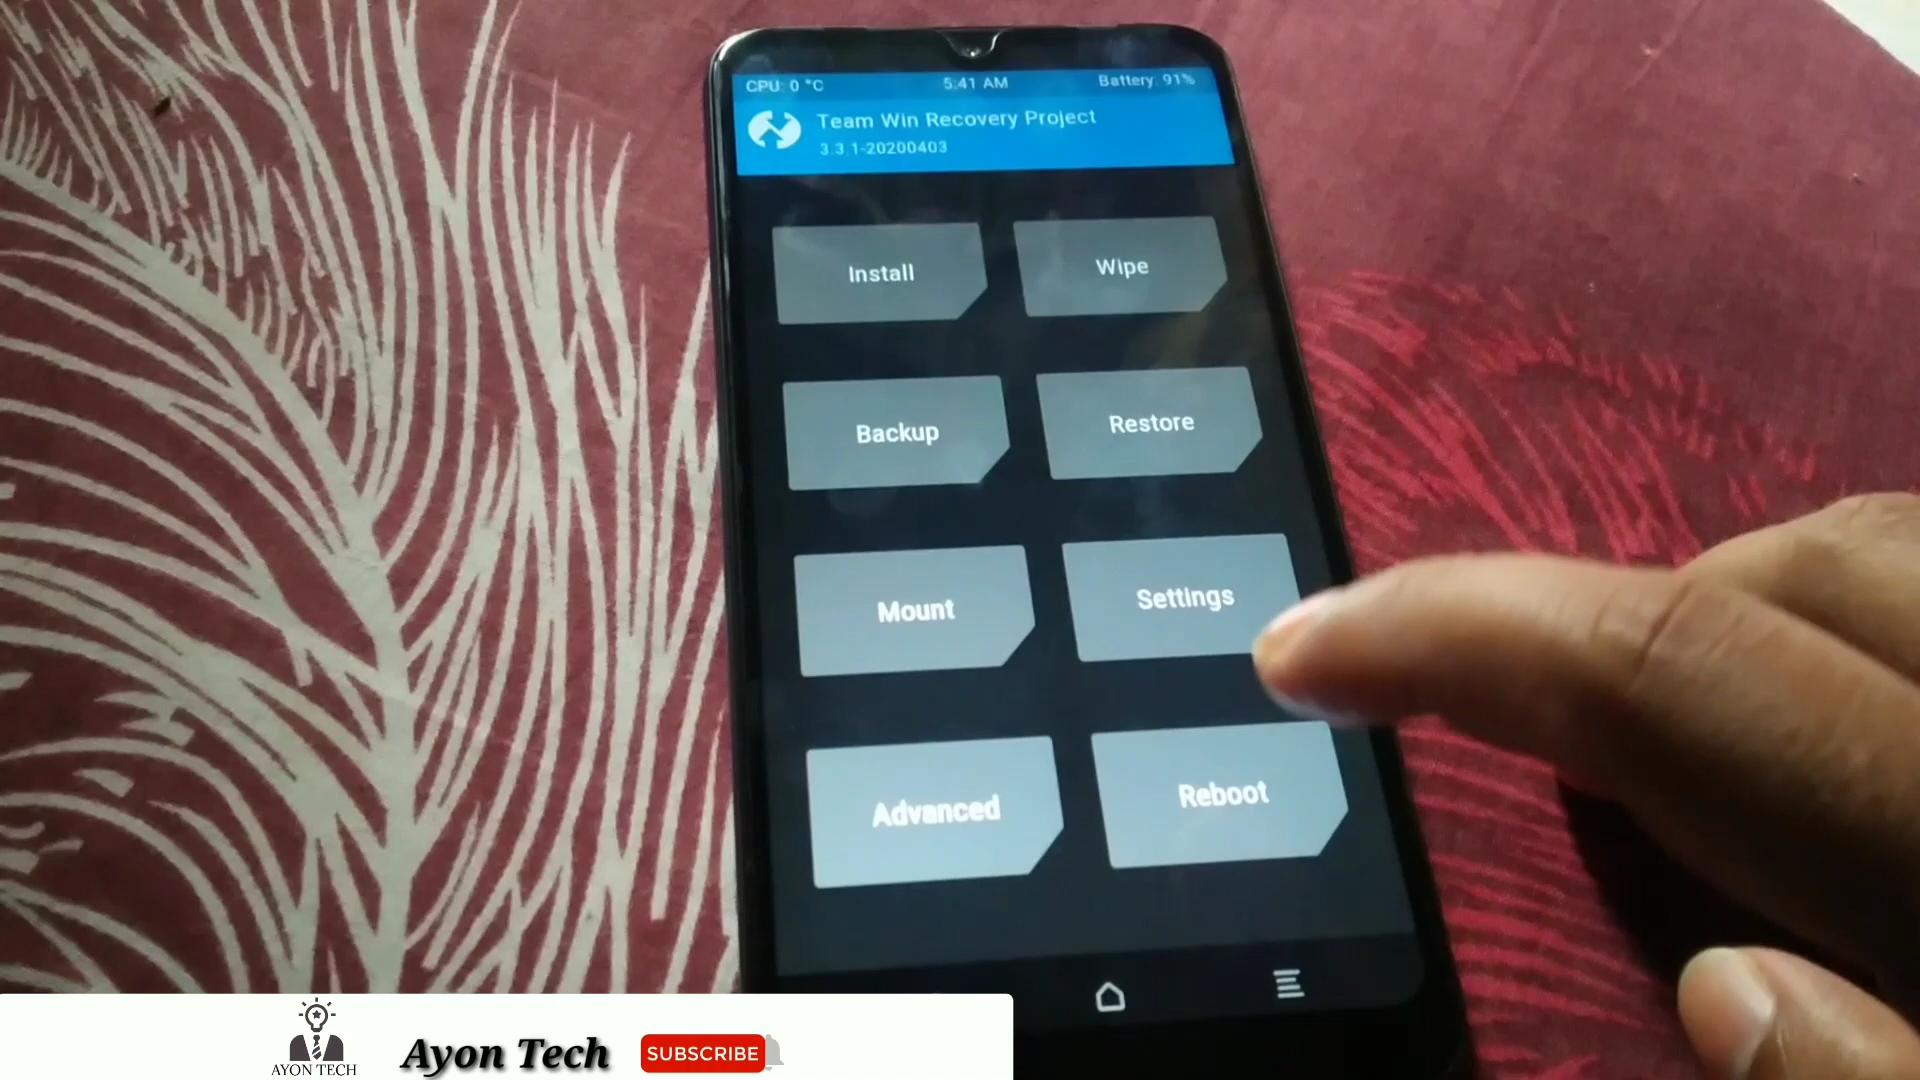 CPU: 0 °C 5:41 AM Battery: 91%
Team Win Recovery Project
3.3.1-20200403
Install Wipe
Backup Restore
Mount Settings
Advanced Reboot
AYON TECH Ayon Tech SUBSCRIBE